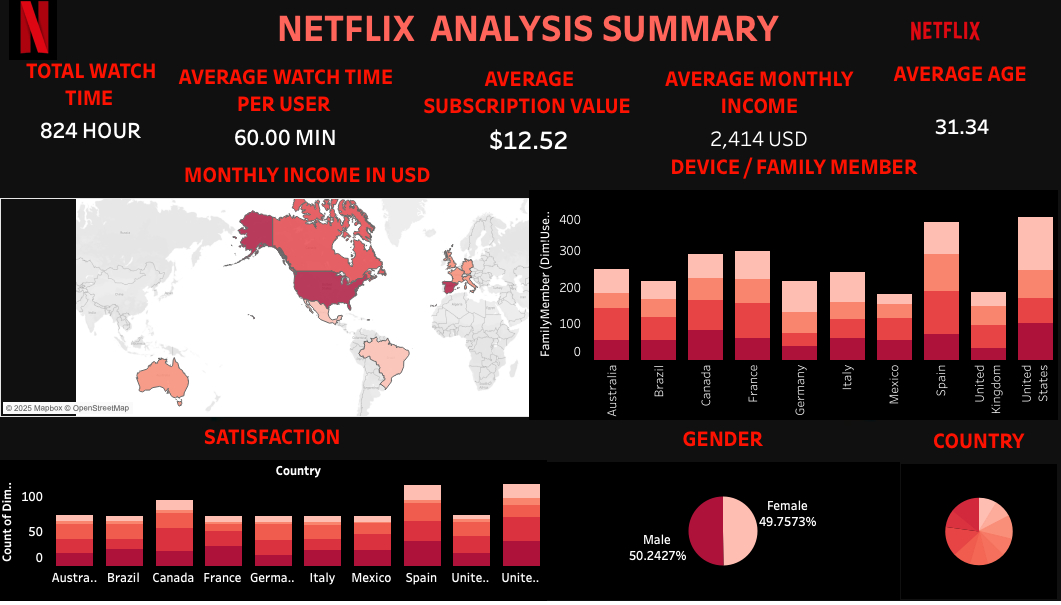 NETFLIX ANALYSIS SUMMARY
NETFLIX
TOTAL WATCH
TIME
824 HOUR
AVERAGE WATCH TIME
PER USER
60.00 MIN
AVERAGE
SUBSCRIPTION VALUE
$12.52
AVERAGE MONTHLY
INCOME
2,414 USD
AVERAGE AGE
31.34
MONTHLY INCOME IN USD
© 2025 Mapbox © OpenStreetMap
DEVICE / FAMILY MEMBER
FamilyMember (Dim!Use..
400
300
200
100
0
Australia
Brazil
Canada
France
Germany
Italy
Mexico
Spain
United
Kingdom
United
States
SATISFACTION
Country
Count of Dim..
100
50
0
Austra..
Brazil
Canada
France
Germa..
Italy
Mexico
Spain
Unite..
Unite..
GENDER
Female
49.7573%
Male
50.2427%
COUNTRY